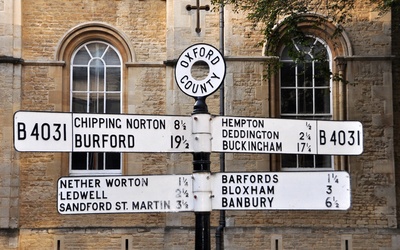 OXFORD
COUNTY
B 4031
CHIPPING NORTON 8½
BURFORD 19½
HEMPTON ½
DEDDINGTON 2¼
BUCKINGHAM 17¼
B 4031
NETHER WORTON 1½
LEDWELL 2½
SANDFORD ST. MARTIN 3½
BARFORDS 1¼
BLOXHAM 3
BANBURY 6½